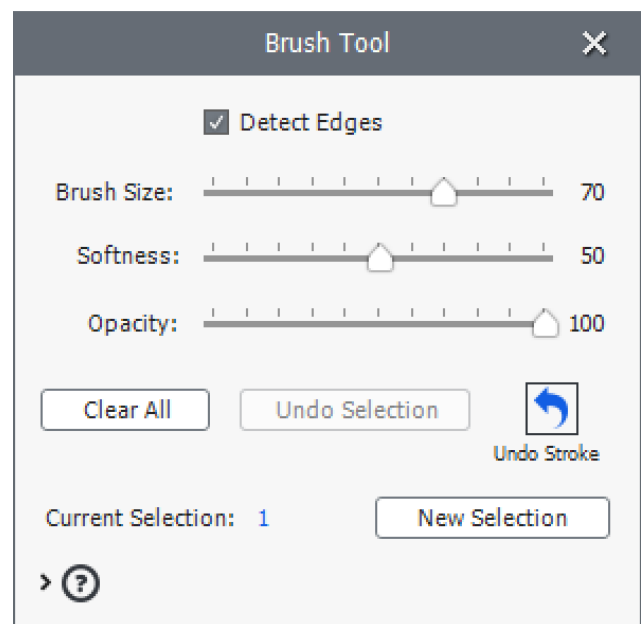 Brush Tool
Detect Edges
Brush Size: 70
Softness: 50
Opacity: 100
Clear All Undo Selection
Undo Stroke
Current Selection: 1 New Selection
> ?